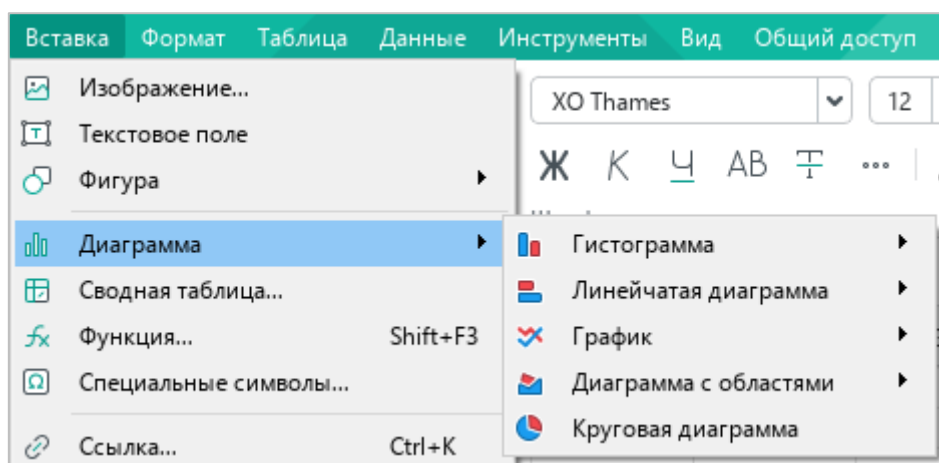 Вставка Формат Таблица Данные Инструменты Вид Общий доступ
Изображение...
Текстовое поле
Фигура
Диаграмма
Сводная таблица...
Функция... Shift+F3
Специальные символы...
Ссылка... Ctrl+K
XO Thames 12
Ж К Ч АВ Т
Гистограмма
Линейчатая диаграмма
График
Диаграмма с областями
Круговая диаграмма